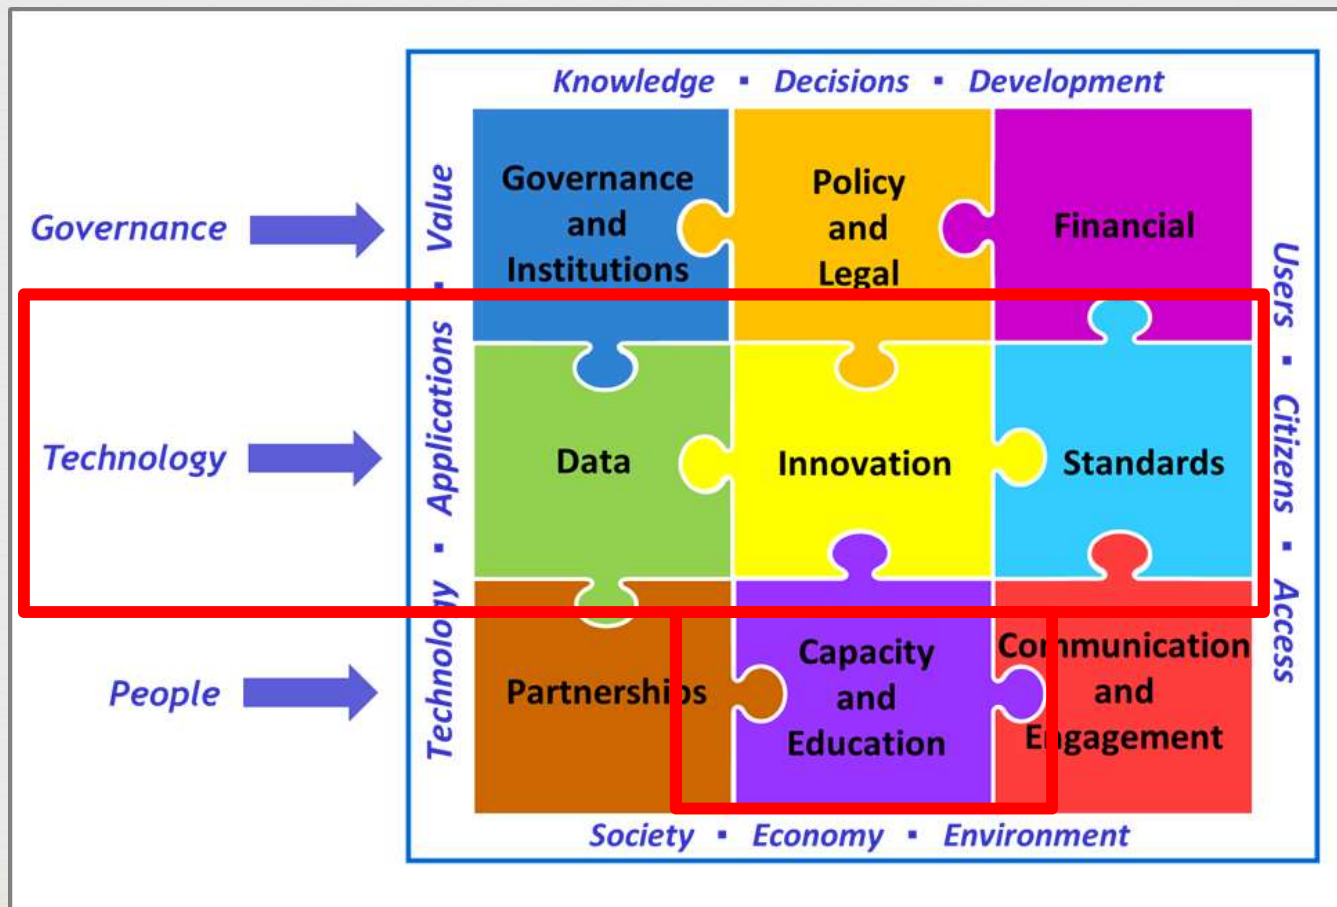 Knowledge ▪ Decisions ▪ Development
Governance
Technology
People
Technology ▪ Applications ▪ Value
Governance
and
Institutions
Policy
and
Legal
Financial
Data
Innovation
Standards
Partnerships
Capacity
and
Education
Communication
and
Engagement
Users ▪ Citizens ▪ Access
Society ▪ Economy ▪ Environment